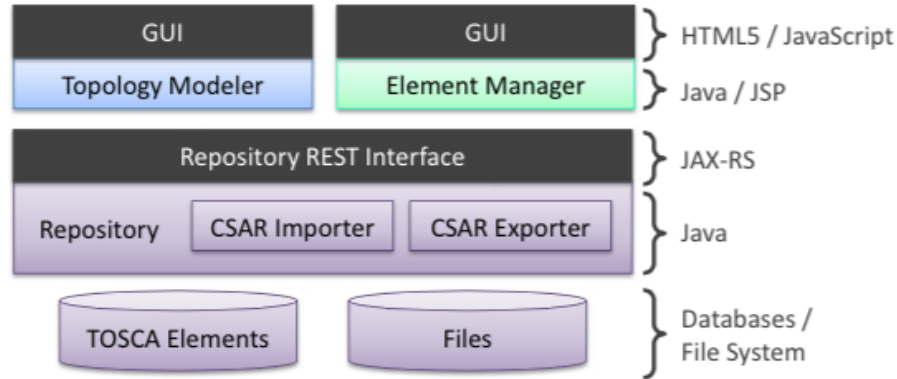 GUI
GUI
HTML5 / JavaScript
Topology Modeler
Element Manager
Java / JSP
Repository REST Interface
JAX-RS
Repository
CSAR Importer
CSAR Exporter
Java
TOSCA Elements
Files
Databases /
File System